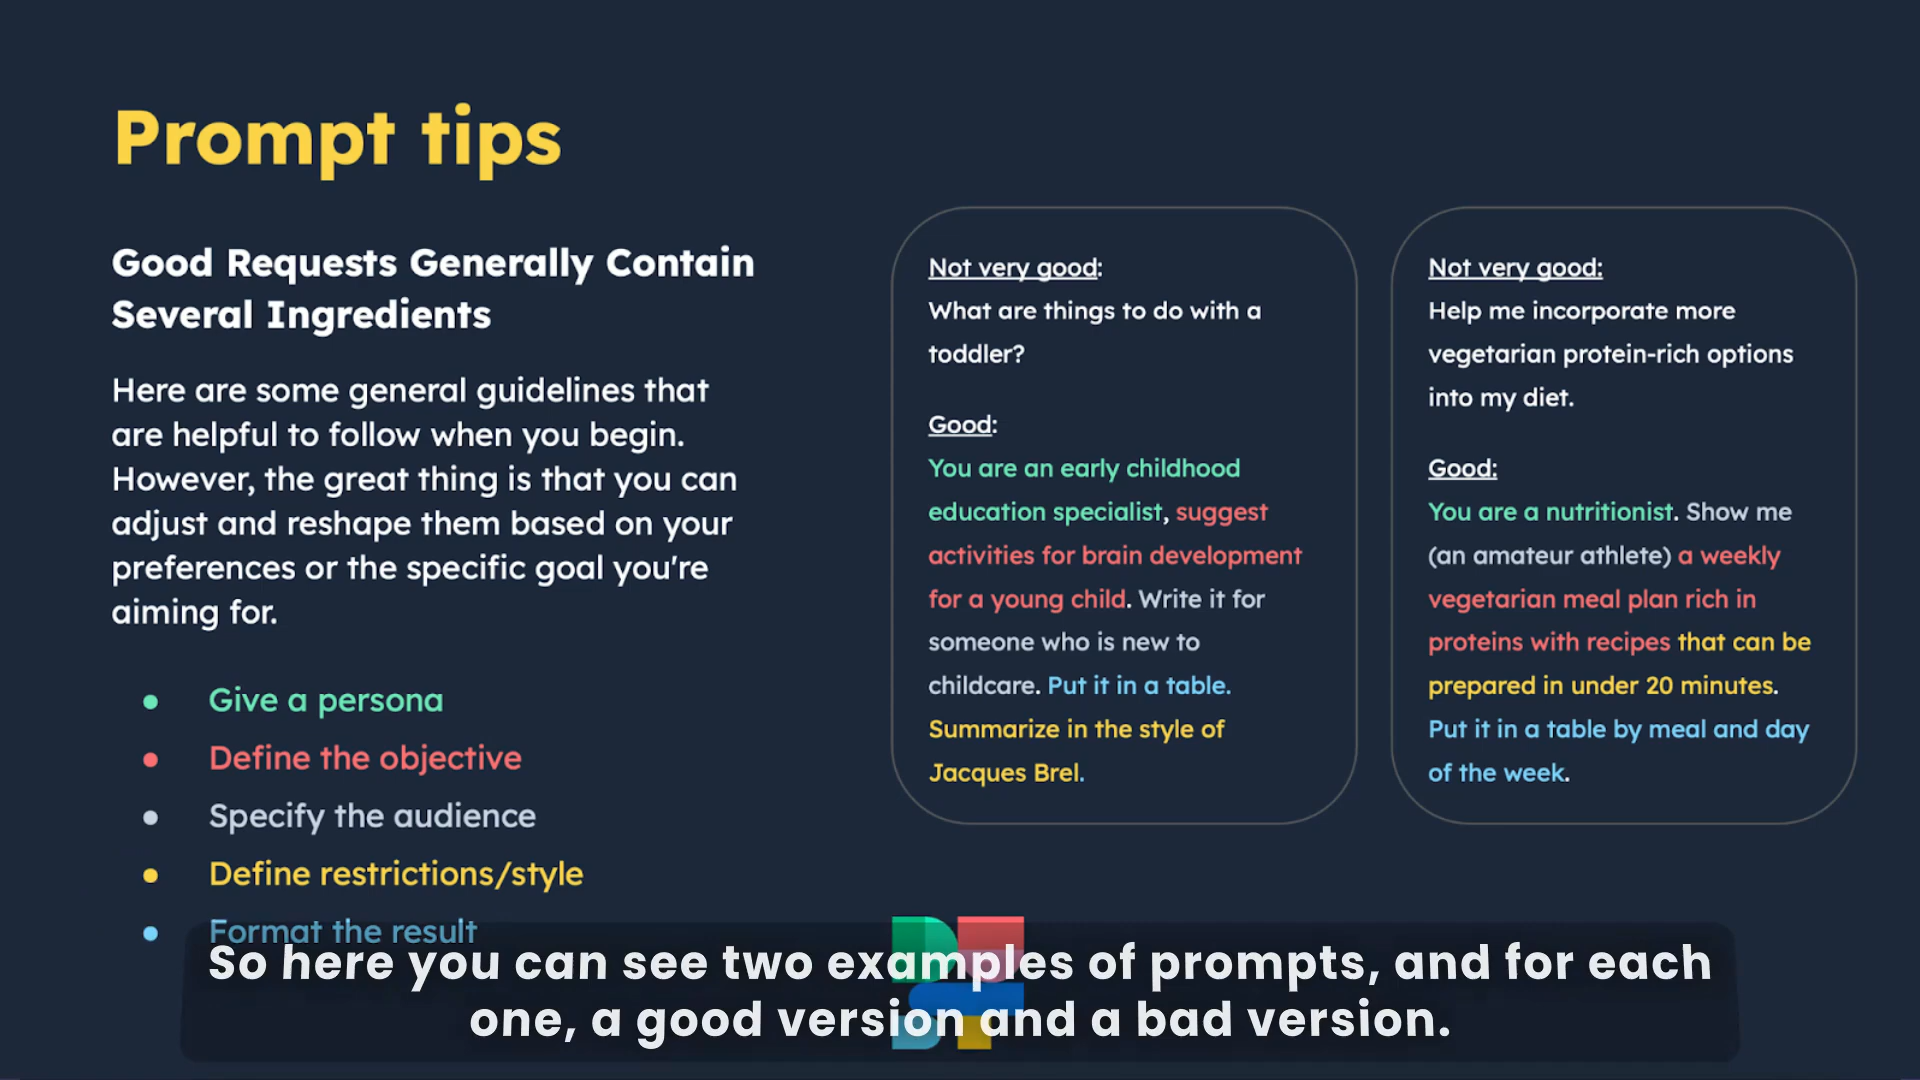 Prompt tips
Good Requests Generally Contain
Several Ingredients
Here are some general guidelines that
are helpful to follow when you begin.
However, the great thing is that you can
adjust and reshape them based on your
preferences or the specific goal you're
aiming for.
• Give a persona
• Define the objective
• Specify the audience
• Define restrictions/style
• Format the result
Not very good:
What are things to do with a
toddler?
Good:
You are an early childhood
education specialist, suggest
activities for brain development
for a young child. Write it for
someone who is new to
childcare. Put it in a table.
Summarize in the style of
Jacques Brel.
Not very good:
Help me incorporate more
vegetarian protein-rich options
into my diet.
Good:
You are a nutritionist. Show me
(an amateur athlete) a weekly
vegetarian meal plan rich in
proteins with recipes that can be
prepared in under 20 minutes.
Put it in a table by meal and day
of the week.
So here you can see two examples of prompts, and for each
one, a good version and a bad version.